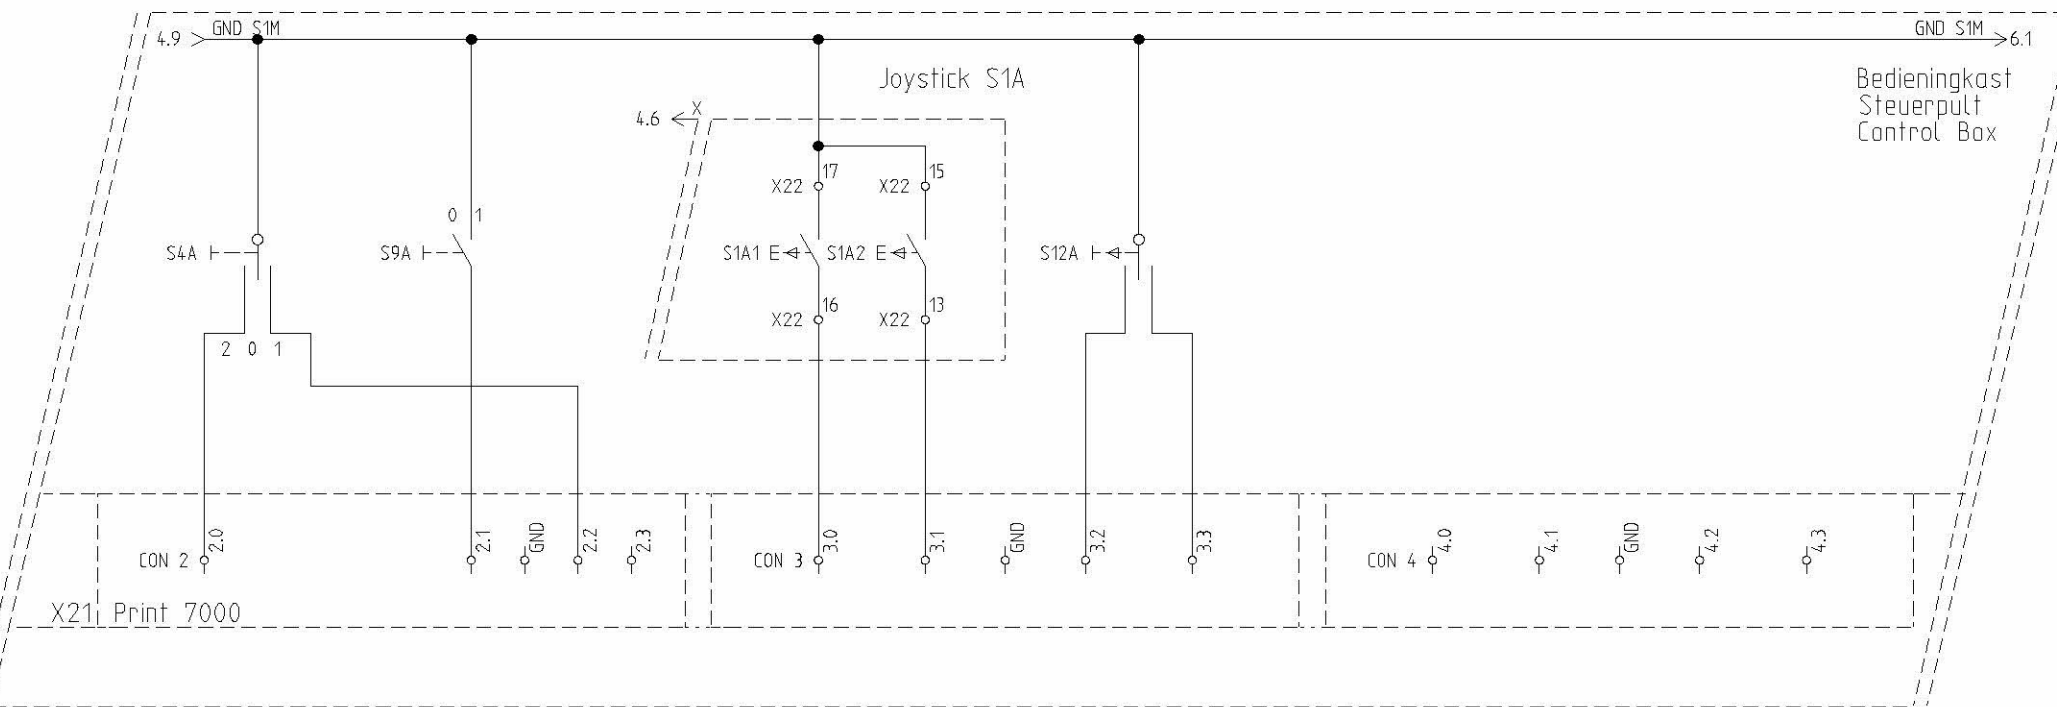 GND S1M
GND S1M
4.9
6.1
Joystick S1A
Bedieningkast
Steuerpult
Control Box
X
4.6
17
15
X22
X22
0 1
S4A
S9A
S1A1
S1A2
S12A
16
13
X22
X22
2 0 1
2.0
2.1
GND
2.2
2.3
3.0
3.1
GND
3.2
3.3
4.0
4.1
GND
4.2
4.3
CON 2
CON 3
CON 4
X21 Print 7000